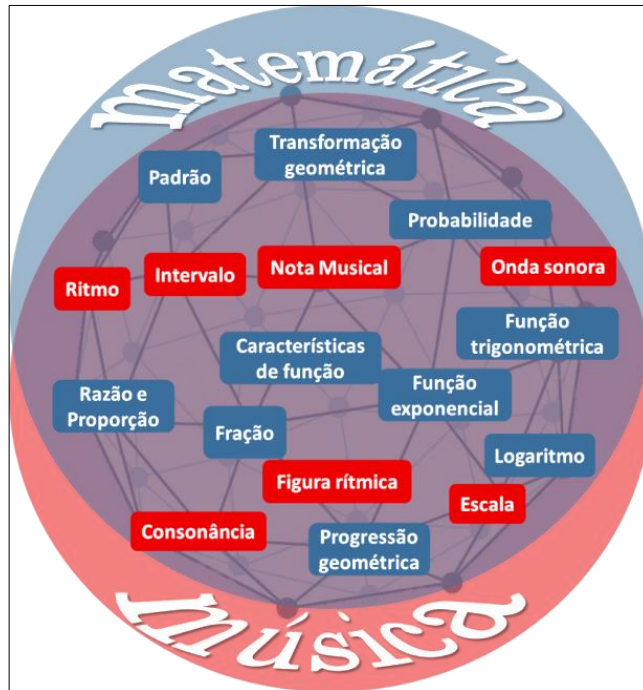 matemática
Transformação
geométrica
Padrão
Probabilidade
Ritmo
Intervalo
Nota Musical
Onda sonora
Função
trigonométrica
Características
de função
Razão e
Proporção
Função
exponencial
Fração
Logaritmo
Figura rítmica
Escala
Consonância
Progressão
geométrica
música